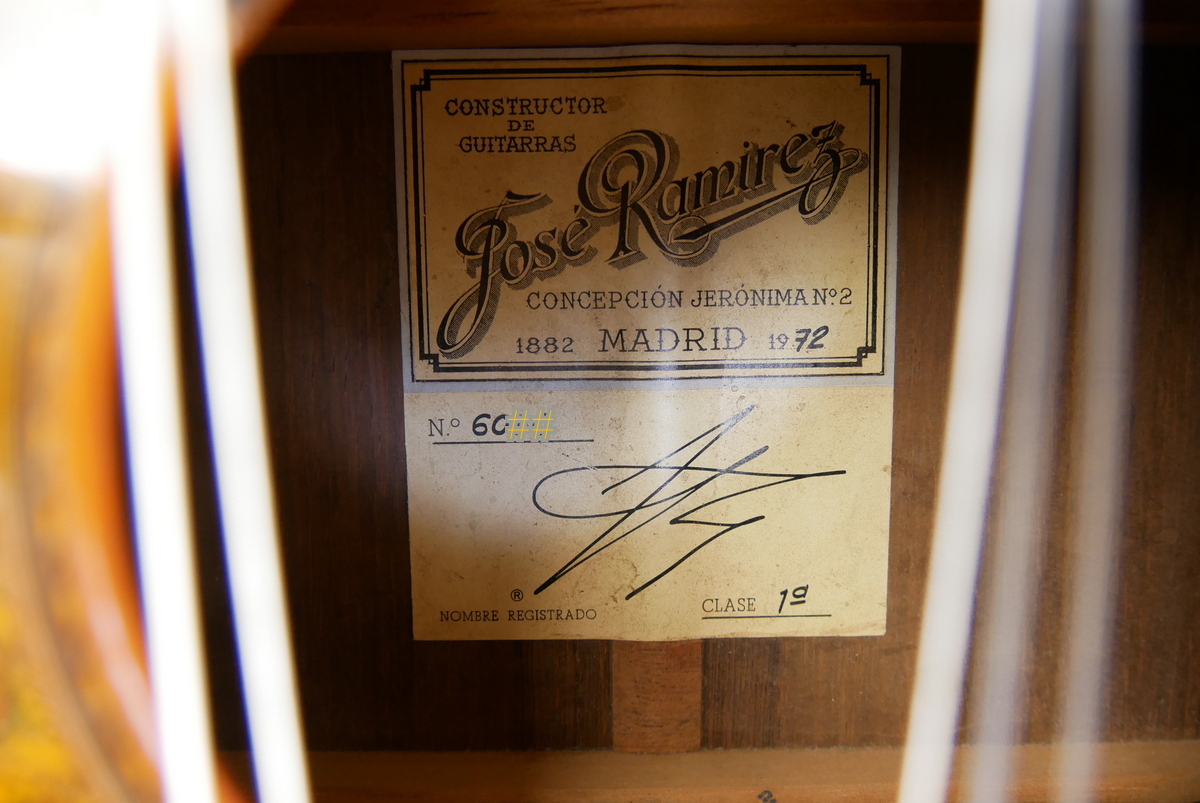 CONSTRUCTOR
DE
GUITARRAS
José Ramirez
CONCEPCIÓN JERÓNIMA Nº 2
1882 MADRID 1972
N.º 60##
®
NOMBRE REGISTRADO
CLASE 1ª